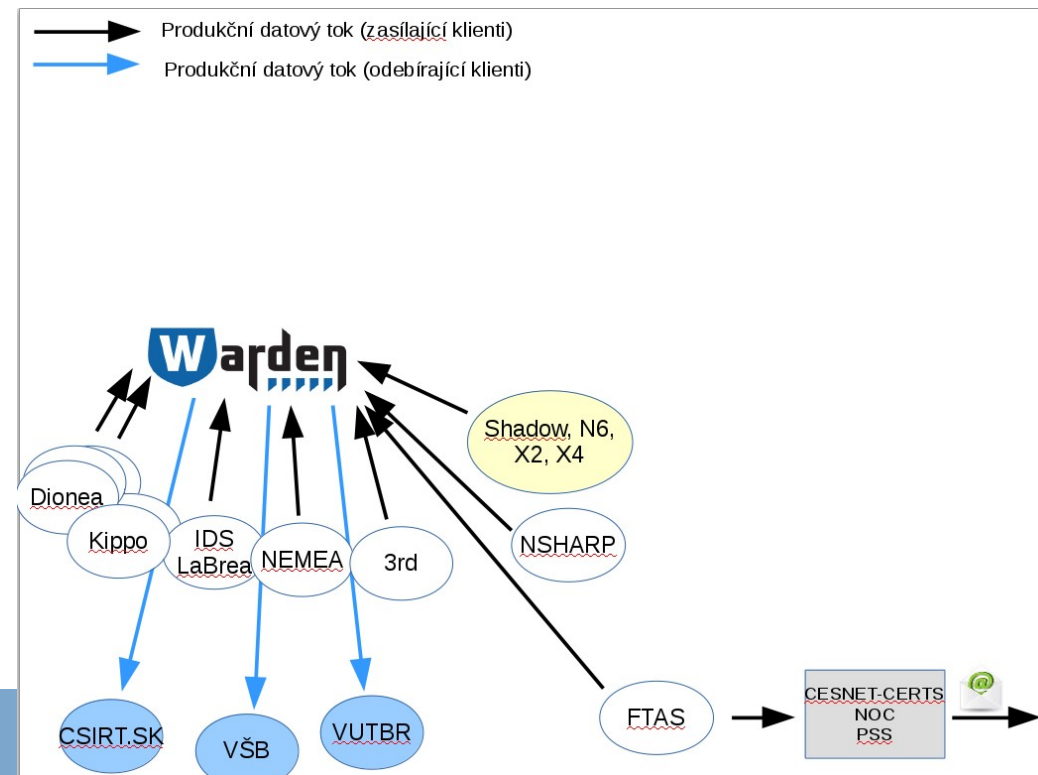 Produkční datový tok (zasílající klienti)
Produkční datový tok (odebírající klienti)
Warden
Shadow, N6,
X2, X4
Dionea
Kippo
IDS
LaBrea
NEMEA
3rd
NSHARP
CSIRT.SK
VŠB
VUTBR
FTAS
CESNET-CERTS
NOC
PSS
@